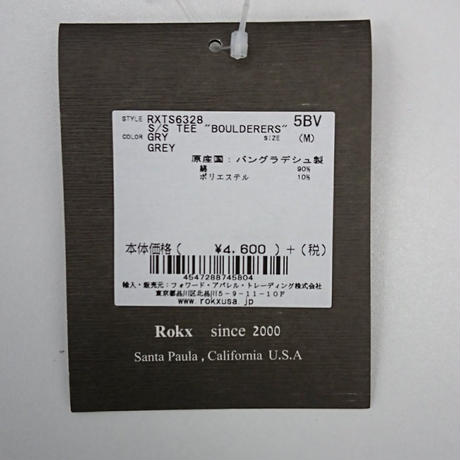 STYLE RXTS6328 5BV
S/S TEE "BOULDERERS"
COLOR GRY SIZE (M)
GREY
原産国：バングラデシュ製
綿 90%
ポリエステル 10%
本体価格( ¥4,600 )+(税)
4547288745804
輸入・販売元：フォワード・アパレル・トレーディング株式会社
東京都品川区北品川5-9-11-10F
www.rokxusa.jp
Rokx since 2000
Santa Paula , California U.S.A